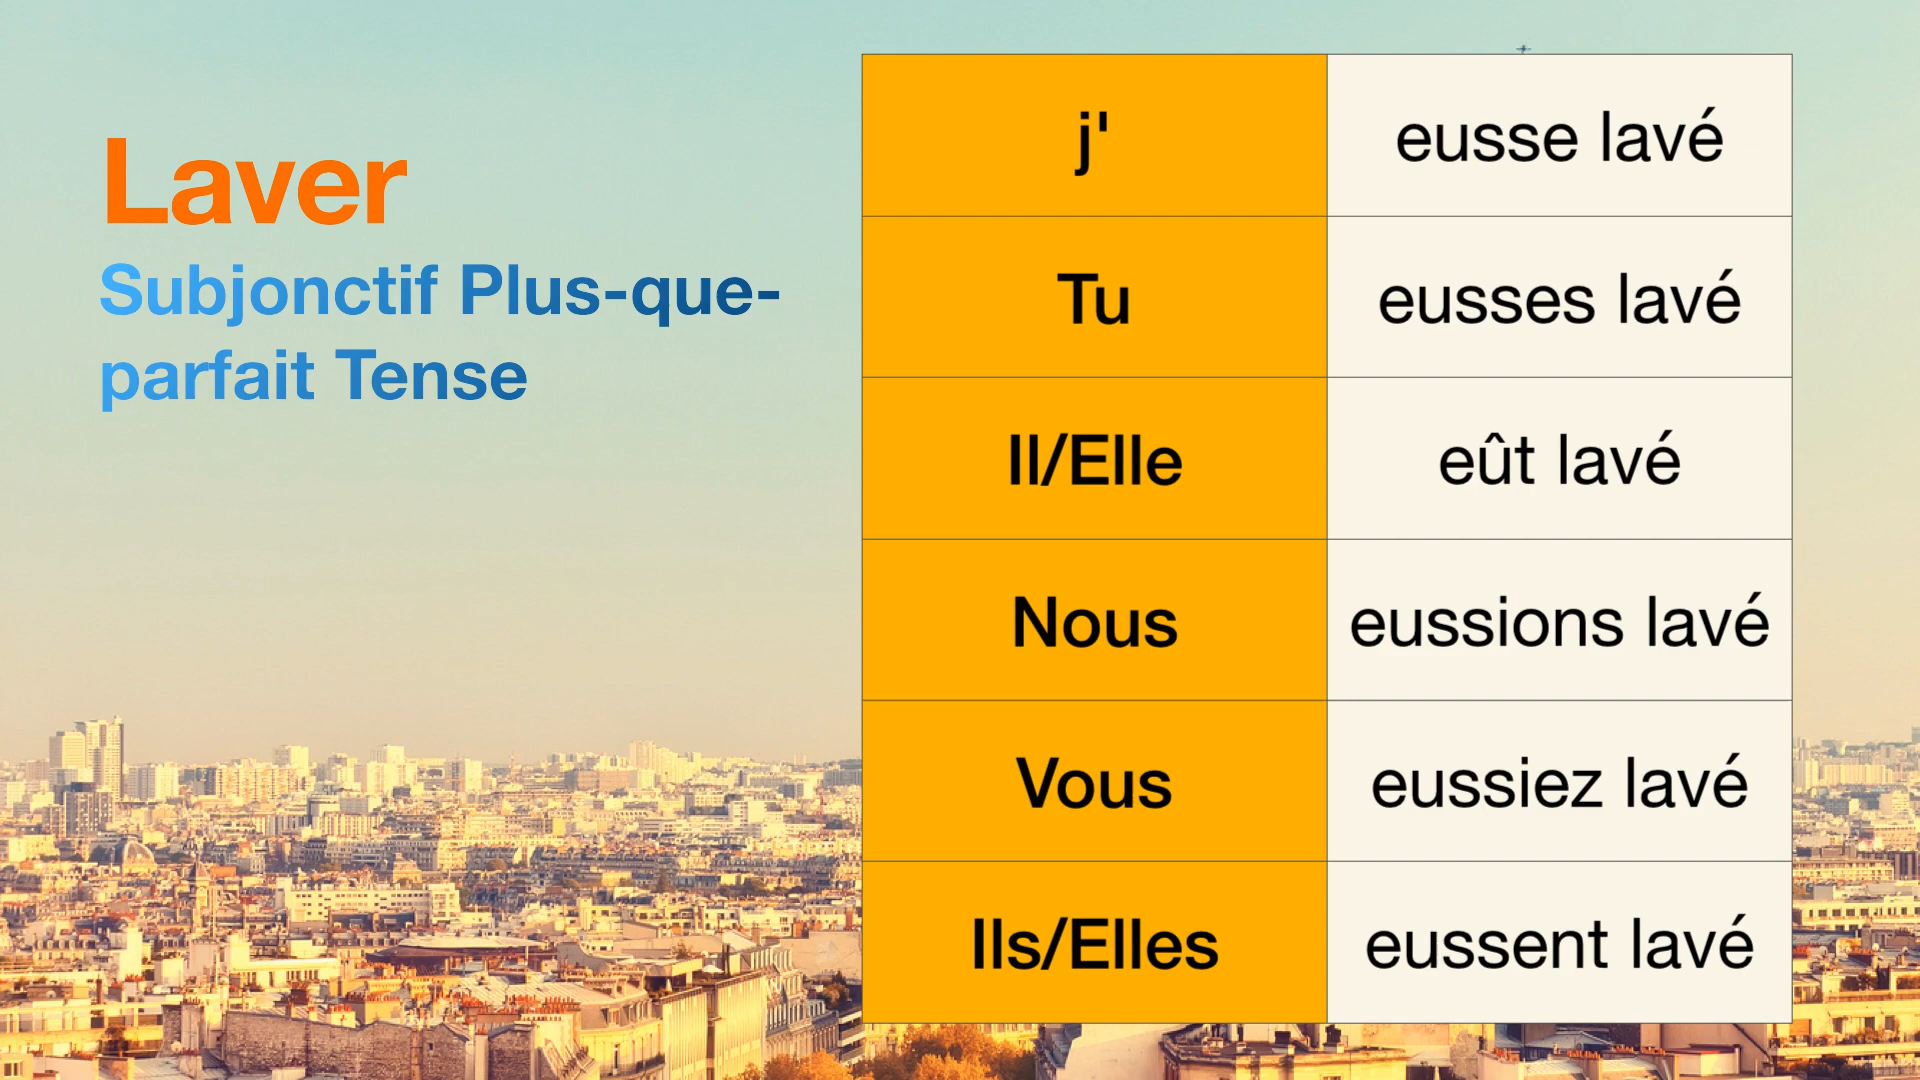 Laver
Subjonctif Plus-que-
parfait Tense
j' eusse lavé
Tu eusses lavé
Il/Elle eût lavé
Nous eussions lavé
Vous eussiez lavé
Ils/Elles eussent lavé